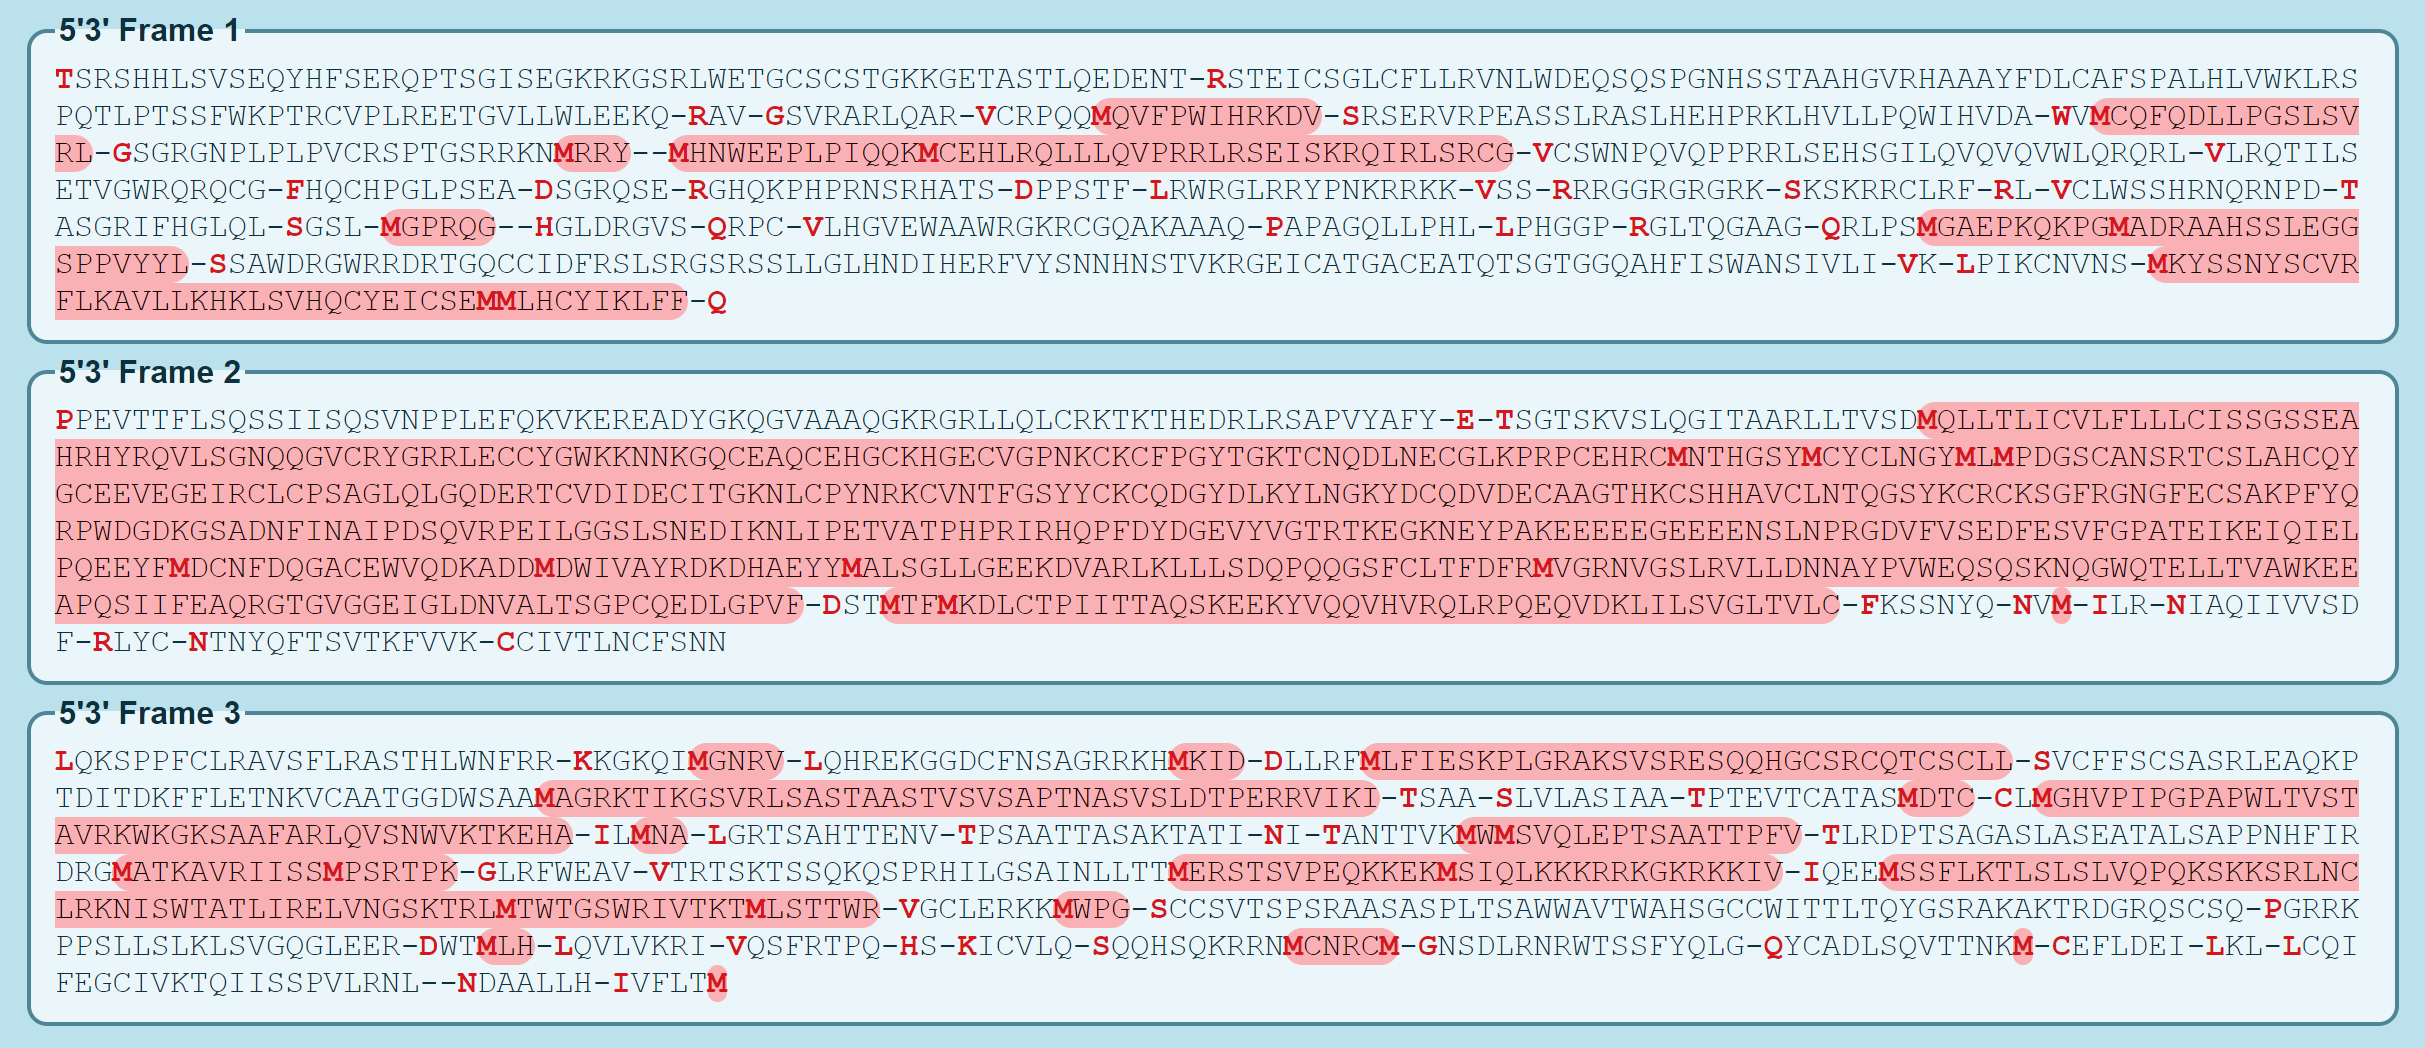 5'3' Frame 1
TSRSHHLSVSEQYHFSERQPTSGISEGKRKGSRLWETGCSCSTGKKGETASTLQEDENT-RSTEICSGLCFLLRVNLWDEQSQSPGNHSSTAAHGVRHAAAYFDLCAFSPALHLVWKLRS
PQTLPTSSFWKPTRCVPLREETGVLLWLEEKQ-RAV-GSVRARLQAR-VCRPQQMQVFPWIHRKDV-SRSERVRPEASSLRASLHEHPRKLHVLLPQWIHVDA-WVMCQFQDLLPGSLSV
RL-GSGRGNPLPLPVCRSPTGSRRKNMRRY--MHNWEEPLPIQQKMCEHLRQLLLQVPRRLRSEISKRQIRLSRCG-VCSWNPQVQPPRRLSEHSGILQVQVQVWLQRQRL-VLRQTILS
ETVGWRQRQCG-FHQCHPGLPSEA-DSGRQSE-RGHQKPHPRNSRHATS-DPPSTF-LRWRGLRRYPNKRRKK-VSS-RRRGGRGRGRK-SKSKRRCLRF-RL-VCLWSSHRNQRNPD-T
ASGRIFHGLQL-SGSL-MGPRQG--HGLDRGVS-QRPC-VLHGVEWAAWRGKRCGQAKAAAQ-PAPAGQLLPHL-LPHGGP-RGLTQGAAG-QRLPSMGAEPKQKPGMADRAAHSSLEGG
SPPVYYL-SSAWDRGWRRDRTGQCCIDFRSLSRGSRSSLLGLHNDIHERFVYSNNHNSTVKRGEICATGACEATQTSGTGGQAHFISWANSIVLI-VK-LPIKCNVNS-MKYSSNYSCVR
FLKAVLLKHKLSVHQCYEICSEMMLHCYIKLFF-Q
5'3' Frame 2
PPEVTTFLSQSSIISQSVNPPLEFQKVKEREADYGKQGVAAAQGKRGRLLQLCRKTKTHEDRLRSAPVYAFY-E-TSGTSKVSLQGITAARLLTVSDMQLLTLICVLFLLLCISSGSSEA
HRHYRQVLSGNQQGVCRYGRRLECCYGWKKNNKGQCEAQCEHGCKHGECVGPNKCKCFPGYTGKTCNQDLNECGLKPRPCEHRCMNTHGSYMCYCLNGYMLMPDGSCANSRTCSLAHCQY
GCEEVEGEIRCLCPSAGLQLGQDERTCVDIDECITGKNLCPYNRKCVNTFGSYYCKCQDGYDLKYLNGKYDCQDVDECAAGTHKCSHHAVCLNTQGSYKCRCKSGFRGNGFECSAKPFYQ
RPWDGDKGSADNFINAIPDSQVRPEILGGSLSNEDIKNLIPETVATPHPRIRHQPFDYDGEVYVGTRTKEGKNEYPAKEEEEEGEEEENSLNPRGDVFVSEDFESVFGPATEIKEIQIEL
PQEEYFMDCNFDQGACEWVQDKADDMDWIVAYRDKDHAEYYMALSGLLGEEKDVARLKLLLSDQPQQGSFCLTFDFRMVGRNVGSLRVLLDNNAYPVWEQSQSKNQGWQTELLTVAWKEE
APQSIIFEAQRGTGVGGEIGLDNVALTSGPCQEDLGPVF-DSTMTFMKDLCTPIITTAQSKEEKYVQQVHVRQLRPQEQVDKLILSVGLTVLC-FKSSNYQ-NVM-ILR-NIAQIIVVSD
F-RLYC-NTNYQFTSVTKFVVK-CCIVTLNCFSNN
5'3' Frame 3
LQKSPPFCLRAVSFLRASTHLWNFRR-KKGKQIMGNRV-LQHREKGGDCFNSAGRRKHMKID-DLLRFMLFIESKPLGRAKSVSRESQQHGCSRCQTCSCLL-SVCFFSCSASRLEAQKP
TDITDKFFLETNKVCAATGGDWSAAMAGRKTIKGSVRLSASTAASTVSVSAPTNASVSLDTPERRVIKI-TSAA-SLVLASIAA-TPTEVTCATASMDTC-CLMGHVPIPGPAPWLTVST
AVRKWKGKSAAFARLQVSNWVKTKEHA-ILMNA-LGRTSAHTTENV-TPSAATTASAKTATI-NI-TANTTVKMWMSVQLEPTSAATTPFV-TLRDPTSAGASLASEATALSAPPNHFIR
DRGMATKAVRIISSMPSRTPK-GLRFWEAV-VTRTSKTSSQKQSPRHILGSAINLLTTMERSTSVPEQKKEKMSIQLKKKRRKGKRKKIV-IQEEMSSFLKTLSLSLVQPQKSKKSRLNC
LRKNISWTATLIRELVNGSKTRLMTWTGSWRIVTKTMLSTTWR-VGCLERKKMWPG-SCCSVTSPSRAASASPLTSAWWAVTWAHSGCCWITTLTQYGSRAKAKTRDGRQSCSQ-PGRRK
PPSLLSLKLSVGQGLEER-DWTMLH-LQVLVKRI-VQSFRTPQ-HS-KICVLQ-SQQHSQKRRNMCNRCM-GNSDLRNRWTSSFYQLG-QYCADLSQVTTNKM-CEFLDEI-LKL-LCQI
FEGCIVKTQIISSPVLRNL--NDAALLH-IVFLTM